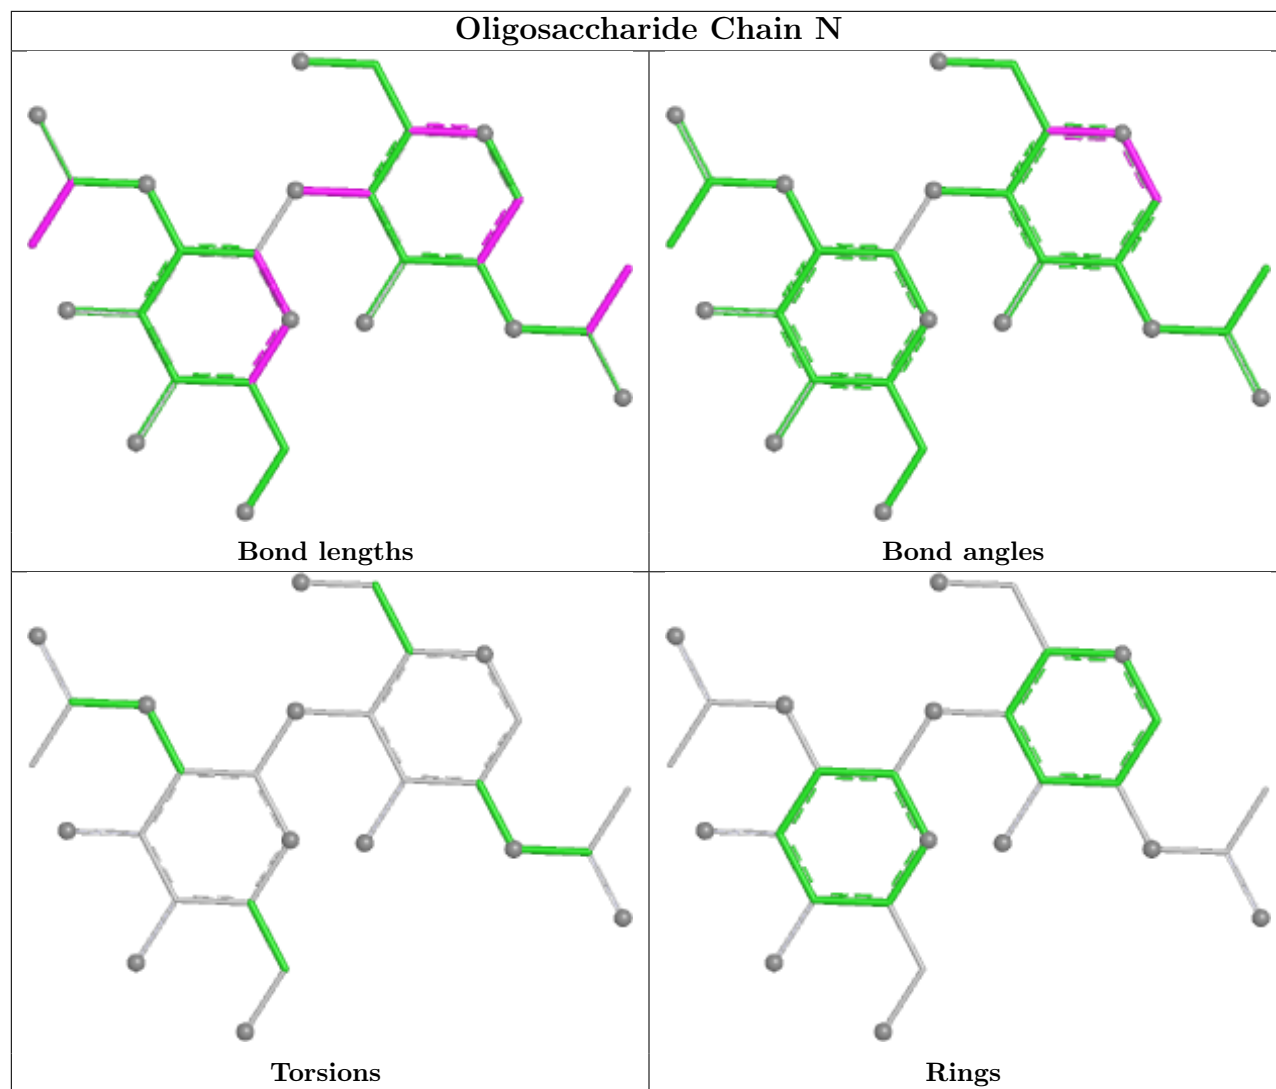 Oligosaccharide Chain N
Bond lengths
Bond angles
Torsions
Rings